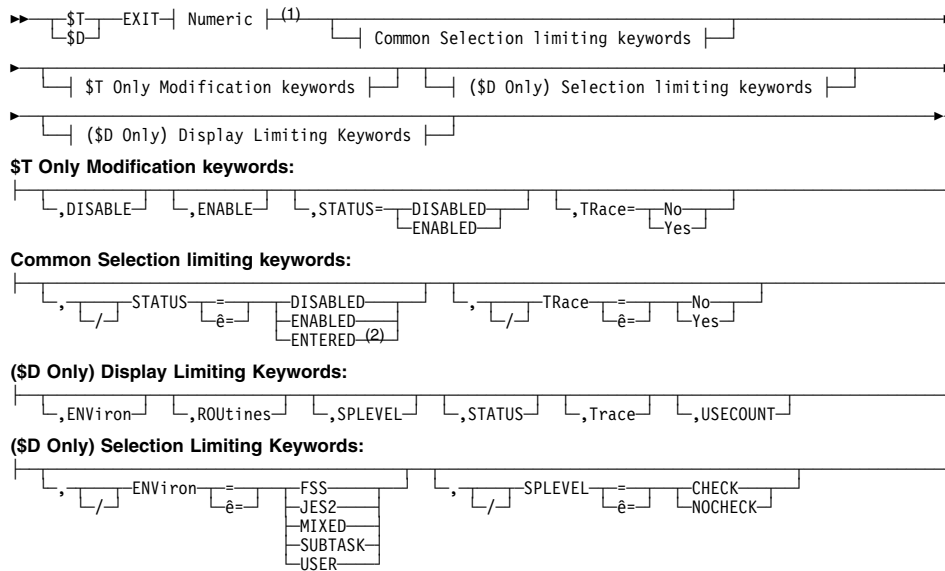 $T EXIT Numeric (1)
$D Common Selection limiting keywords
$T Only Modification keywords ($D Only) Selection limiting keywords
($D Only) Display Limiting Keywords
$T Only Modification keywords:
,DISABLE ,ENABLE ,STATUS= DISABLED ,TRace= No
ENABLED Yes
Common Selection limiting keywords:
, STATUS = DISABLED , TRace = No
/ ê= ENABLED / ê= Yes
ENTERED (2)
($D Only) Display Limiting Keywords:
,ENViron ,ROUtines ,SPLEVEL ,STATUS ,Trace ,USECOUNT
($D Only) Selection Limiting Keywords:
, ENViron = FSS , SPLEVEL = CHECK
/ ê= JES2 / ê= NOCHECK
MIXED
SUBTASK
USER